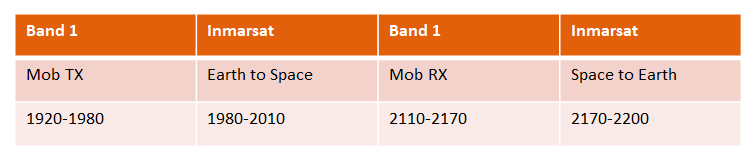 Band 1 Inmarsat Band 1 Inmarsat
Mob TX Earth to Space Mob RX Space to Earth
1920-1980 1980-2010 2110-2170 2170-2200